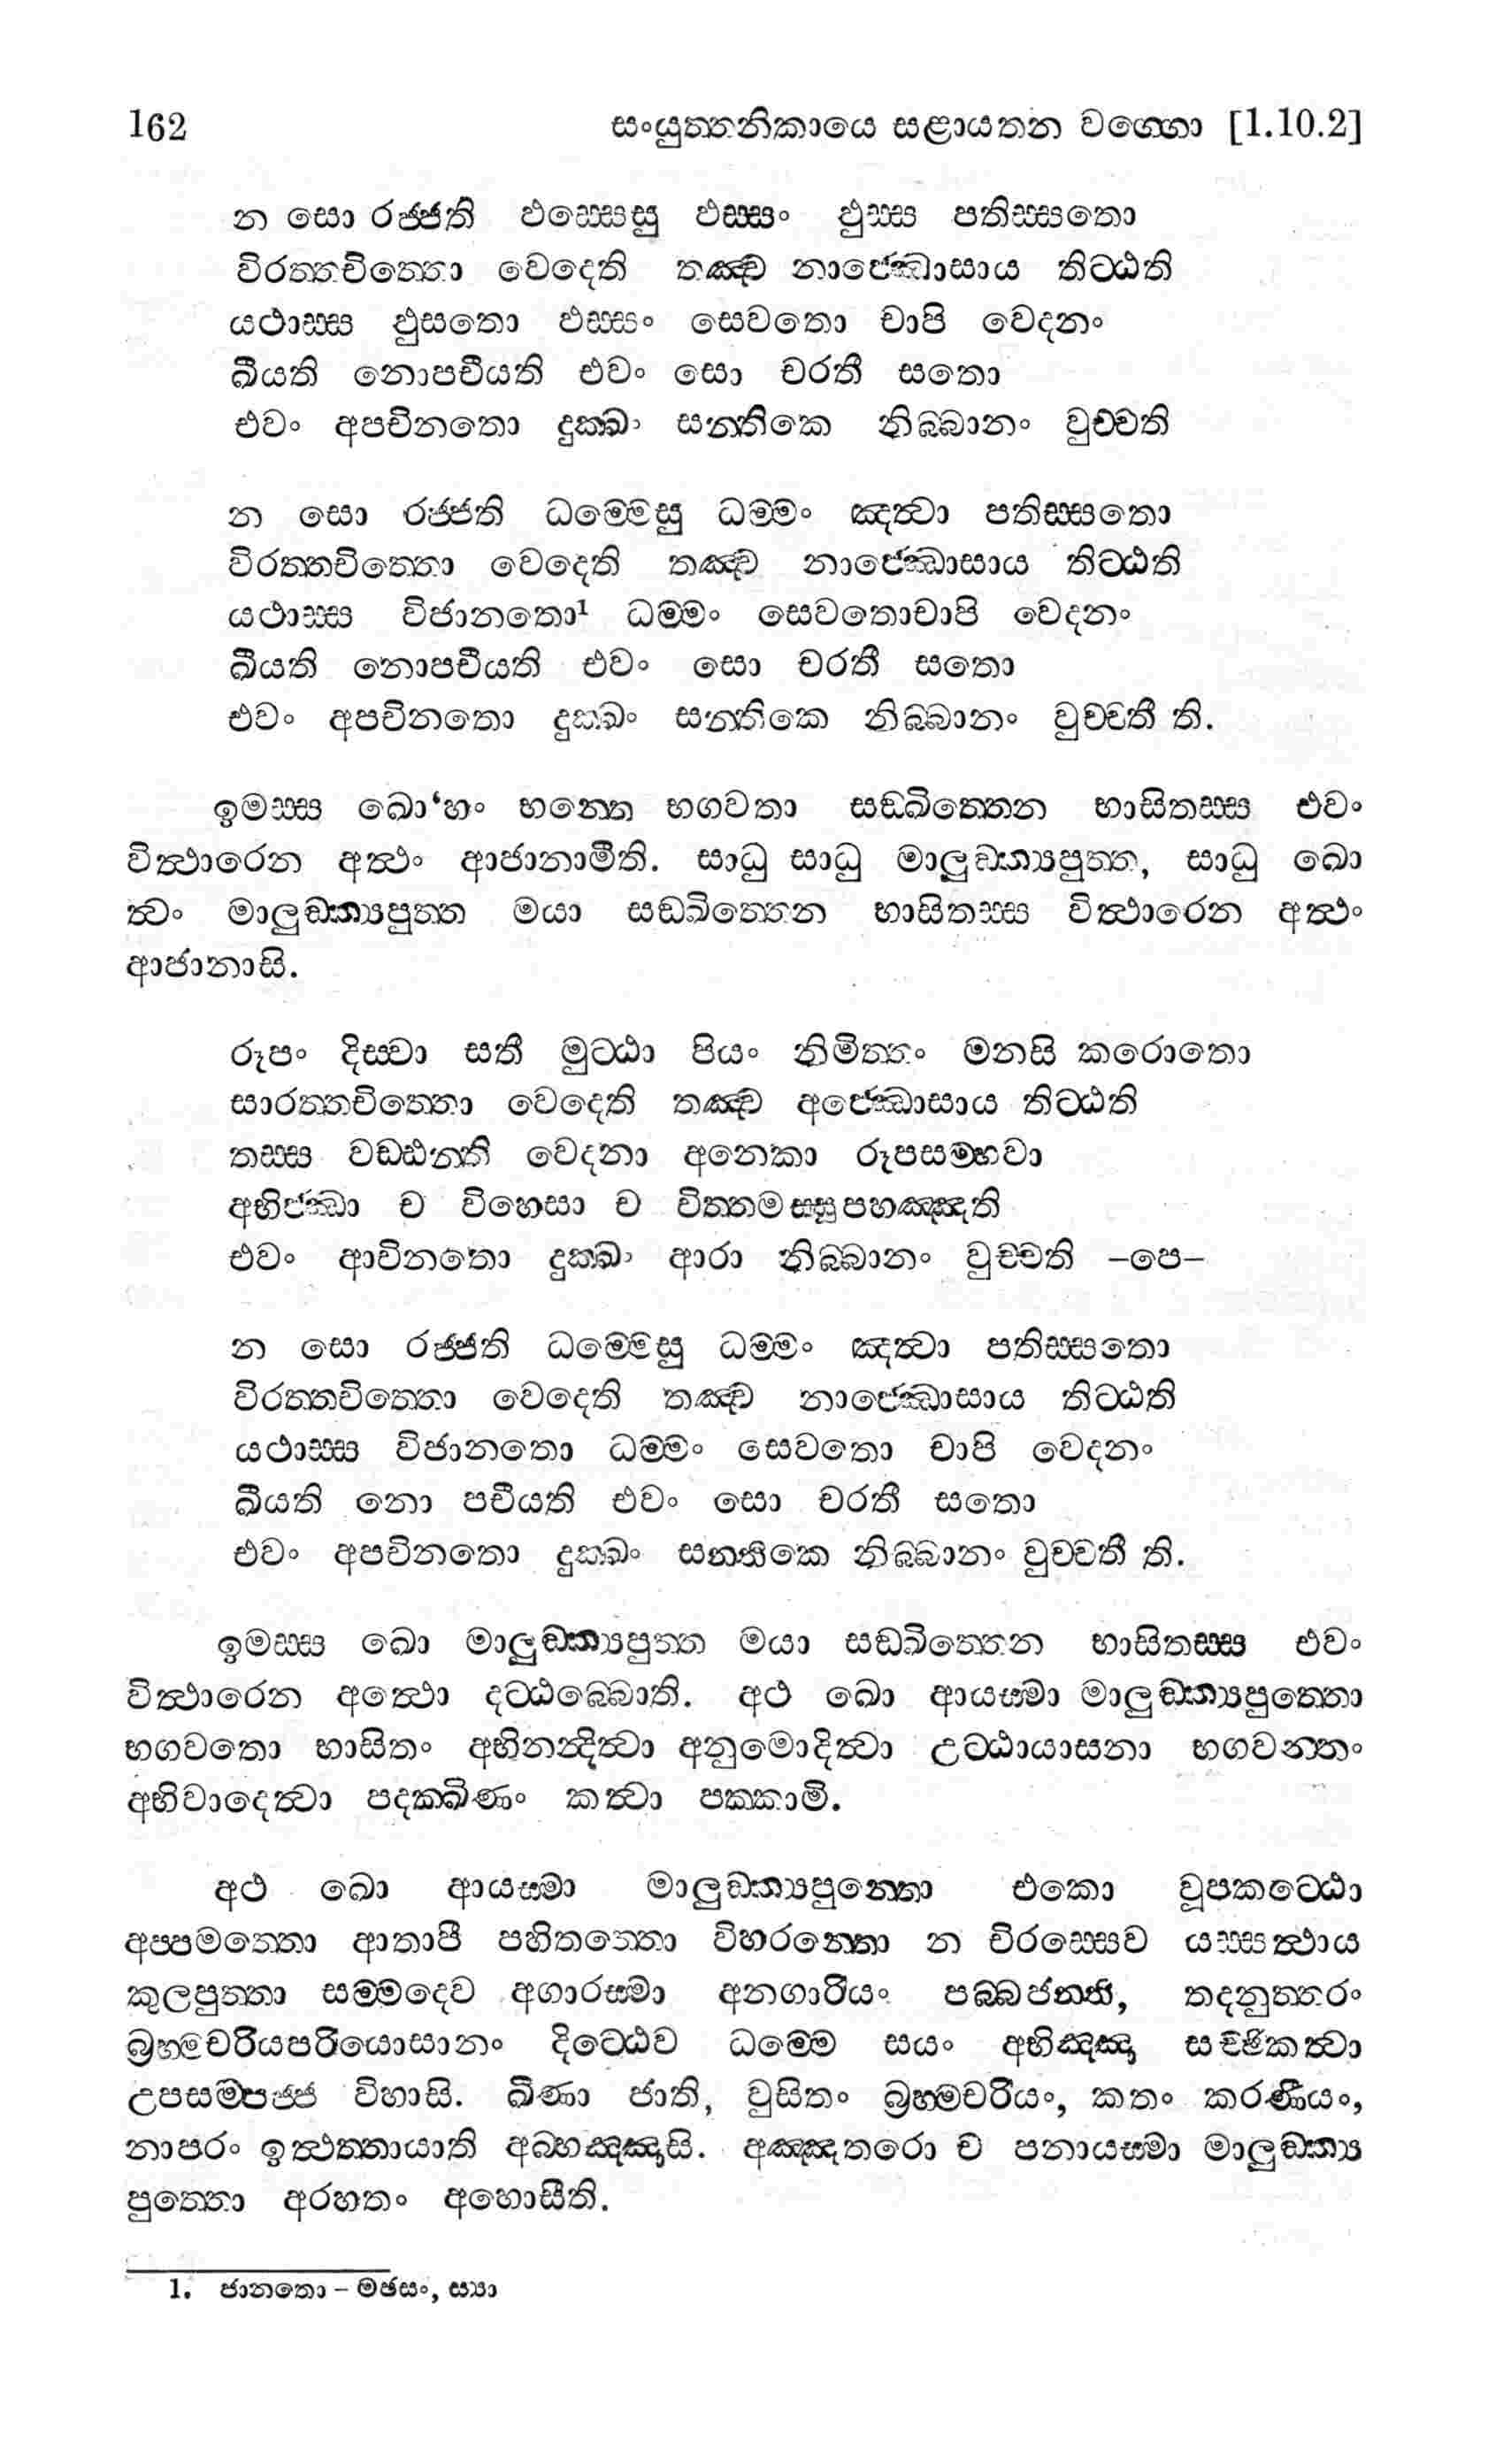 162 සංයුත්තනිකායෙ සළායතන වග්ගො [1.10.2]
න සො රජ්ජති ඵස්සෙසු ඵස්සං ඵුස්ස පතිස්සතො
විරත්තචිත්තො වෙදෙති තඤ්ච නාජ්ඣොසාය තිට්ඨති
යථාස්ස ඵුසතො ඵස්සං සෙවතො චාපි වෙදනං
ඛීයති නොපචීයති එවං සො චරතී සතො
එවං අපචිනතො දුක්ඛං සන්තිකෙ නිබ්බානං වුච්චති
න සො රජ්ජති ධම්මෙසු ධම්මං ඤත්වා පතිස්සතො
විරත්තචිත්තො වෙදෙති තඤ්ච නාජ්ඣොසාය තිට්ඨති
යථාස්ස විජානතො¹ ධම්මං සෙවතොචාපි වෙදනං
ඛීයති නොපචීයති එවං සො චරතී සතො
එවං අපචිනතො දුක්ඛං සන්තිකෙ නිබ්බානං වුච්චතී ති.
ඉමස්ස ඛො‘හං භන්තෙ භගවතා සඞ්ඛිත්තෙන භාසිතස්ස එවං
විත්ථාරෙන අත්ථං ආජානාමීති. සාධු සාධු මාලුඞ්ක්‍යපුත්ත, සාධු ඛො
ත්වං මාලුඞ්ක්‍යපුත්ත මයා සඞ්ඛිත්තෙන භාසිතස්ස විත්ථාරෙන අත්ථං
ආජානාසි.
රූපං දිස්වා සතී මුට්ඨා පියං නිමිත්තං මනසි කරොතො
සාරත්තචිත්තො වෙදෙති තඤ්ච අජ්ඣොසාය තිට්ඨති
තස්ස වඩ්ඪන්ති වෙදනා අනෙකා රූපසම්භවා
අභිජ්ඣා ච විහෙසා ච චිත්තමස්සුපහඤ්ඤති
එවං ආචිනතො දුක්ඛං ආරා නිබ්බානං වුච්චති –පෙ–
න සො රජ්ජති ධම්මෙසු ධම්මං ඤත්වා පතිස්සතො
විරත්තචිත්තො වෙදෙති තඤ්ච නාජ්ඣොසාය තිට්ඨති
යථාස්ස විජානතො ධම්මං සෙවතො චාපි වෙදනං
ඛීයති නො පචීයති එවං සො චරතී සතො
එවං අපචිනතො දුක්ඛං සන්තිකෙ නිබ්බානං වුච්චතී ති.
ඉමස්ස ඛො මාලුඞ්ක්‍යපුත්ත මයා සඞ්ඛිත්තෙන භාසිතස්ස එවං
විත්ථාරෙන අත්ථො දට්ඨබ්බොති. අථ ඛො ආයස්මා මාලුඞ්ක්‍යපුත්තො
භගවතො භාසිතං අභිනන්දිත්වා අනුමොදිත්වා උට්ඨායාසනා භගවන්තං
අභිවාදෙත්වා පදක්ඛිණං කත්වා පක්කාමි.
අථ ඛො ආයස්මා මාලුඞ්ක්‍යපුත්තො එකො වූපකට්ඨො
අප්පමත්තො ආතාපී පහිතත්තො විහරන්තො න චිරස්සෙව යස්සත්ථාය
කුලපුත්තා සම්මදෙව අගාරස්මා අනගාරියං පබ්බජන්ති, තදනුත්තරං
බ්‍රහ්මචරියපරියොසානං දිට්ඨෙව ධම්මෙ සයං අභිඤ්ඤා සච්ඡිකත්වා
උපසම්පජ්ජ විහාසි. ඛීණා ජාති, වුසිතං බ්‍රහ්මචරියං, කතං කරණීයං,
නාපරං ඉත්ථත්තායාති අබ්භඤ්ඤාසි. අඤ්ඤතරො ච පනායස්මා මාලුඞ්ක්‍ය
පුත්තො අරහතං අහොසීති.
1. ජානතො – මඡසං, ස්‍යා